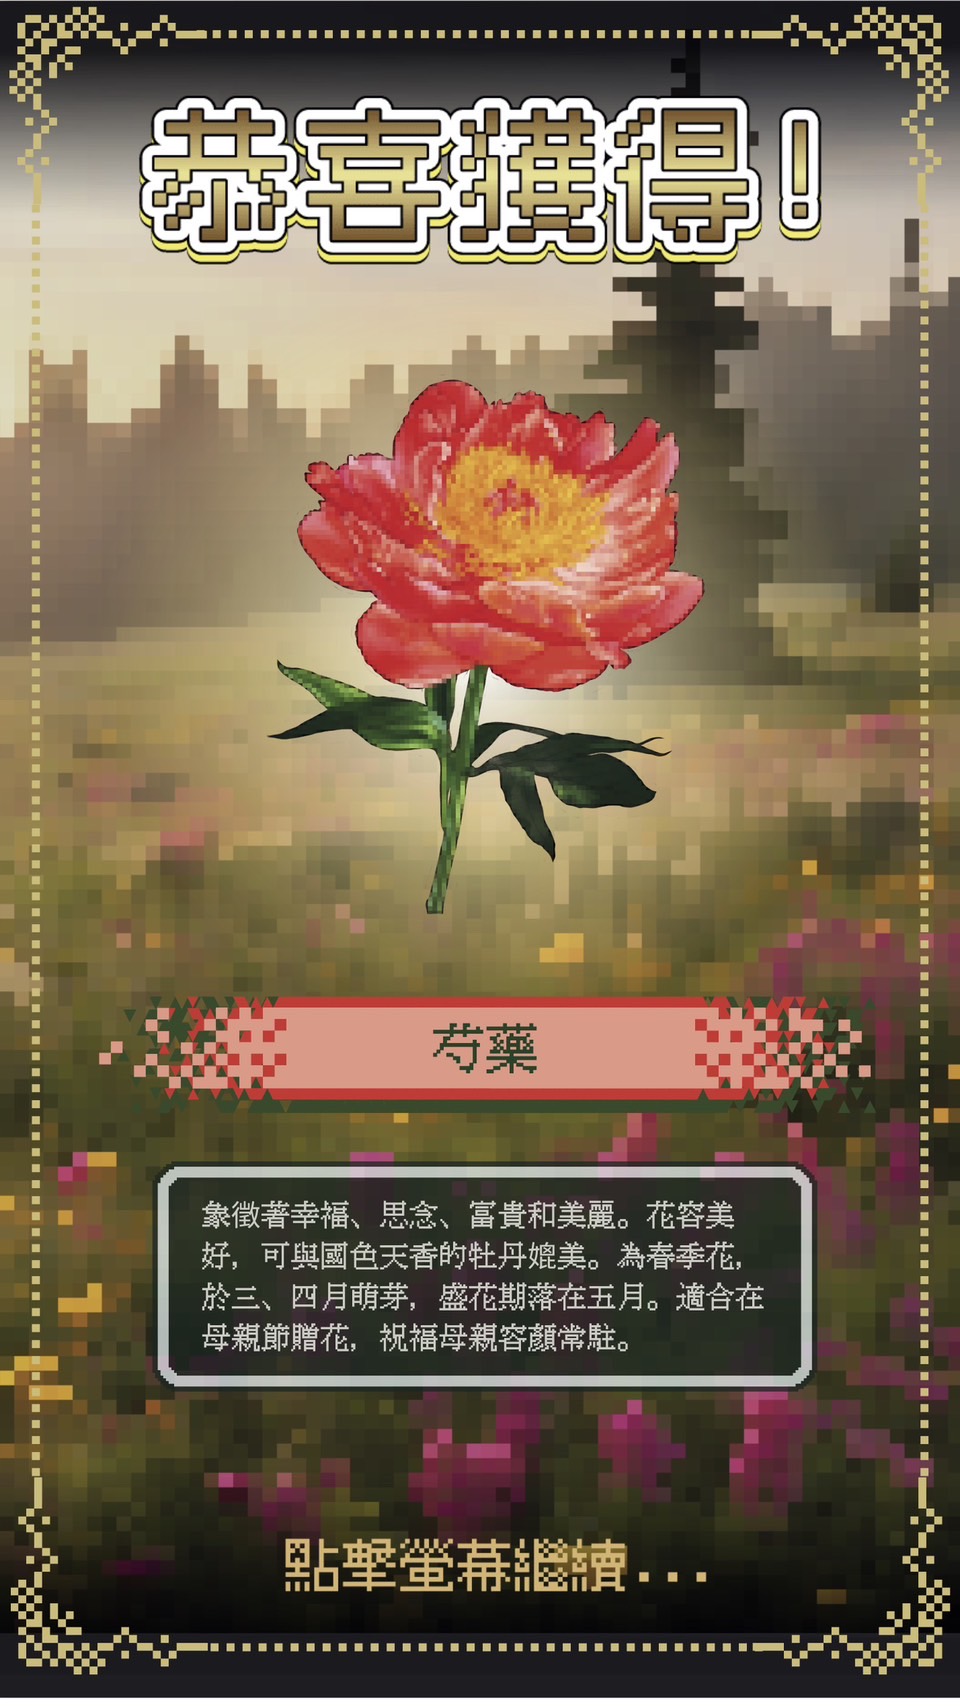 恭喜獲得!
芍藥
象徵著幸福、思念、富貴和美麗。花容美
好，可與國色天香的牡丹媲美。為春季花，
於三、四月萌芽，盛花期落在五月。適合在
母親節贈花，祝福母親容顏常駐。
點擊螢幕繼續...